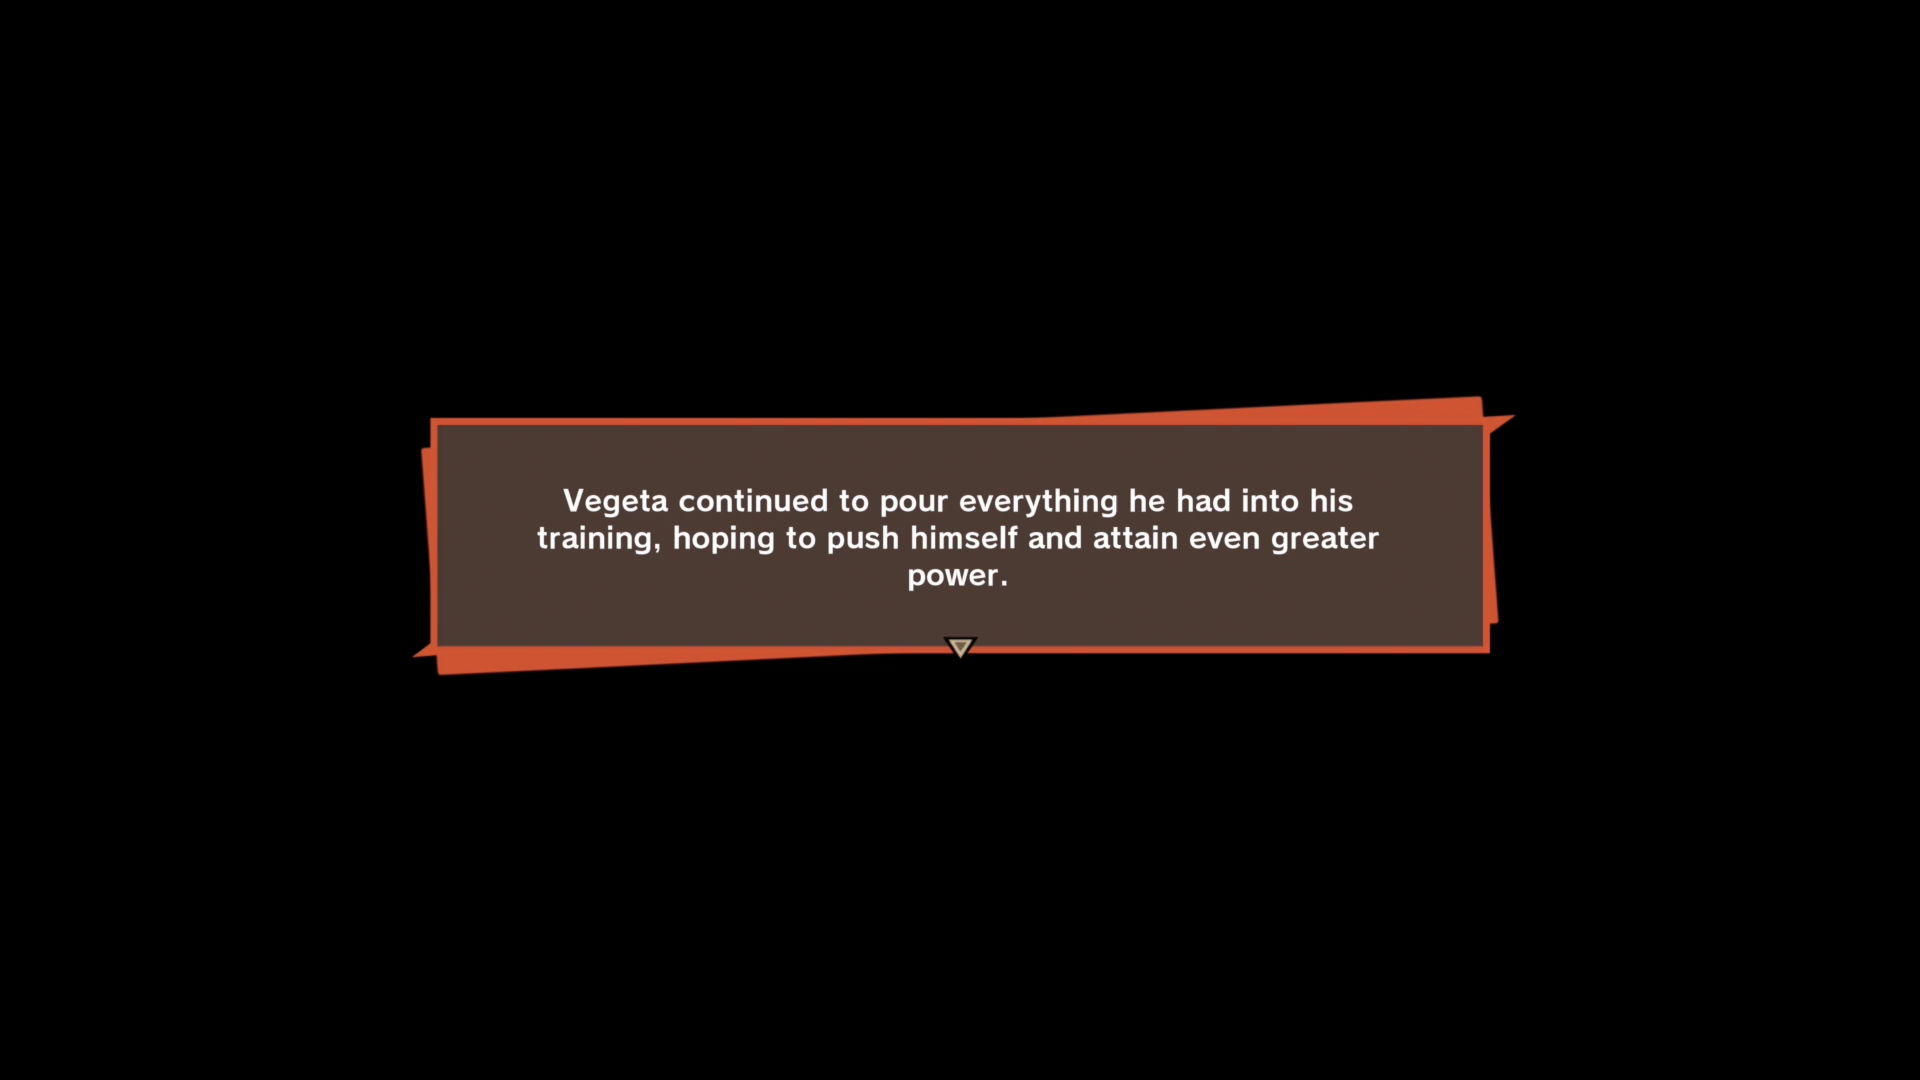 Vegeta continued to pour everything he had into his
training, hoping to push himself and attain even greater
power.